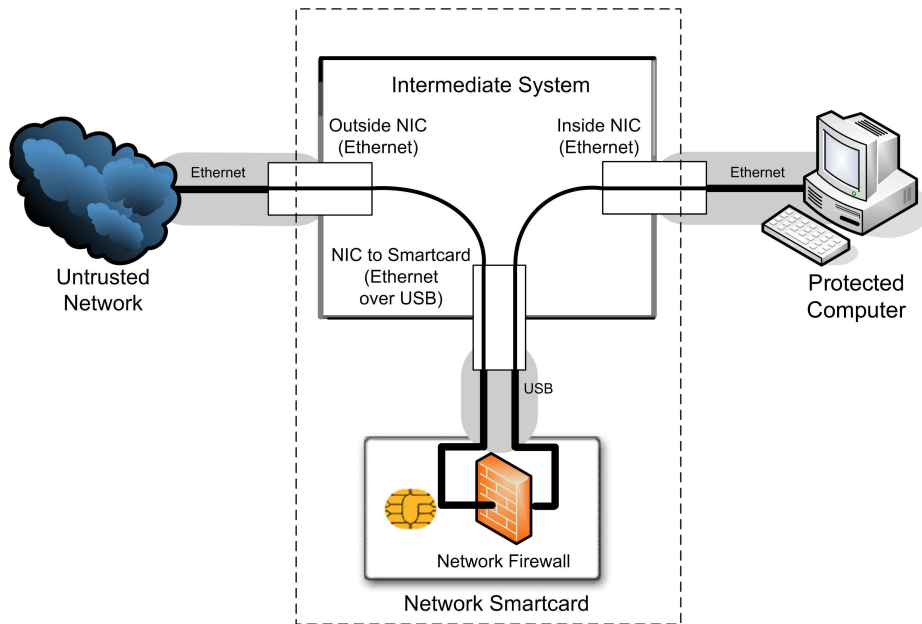 Intermediate System
Outside NIC
(Ethernet)
Inside NIC
(Ethernet)
Ethernet
Ethernet
NIC to Smartcard
(Ethernet
over USB)
Untrusted
Network
Protected
Computer
USB
Network Firewall
Network Smartcard